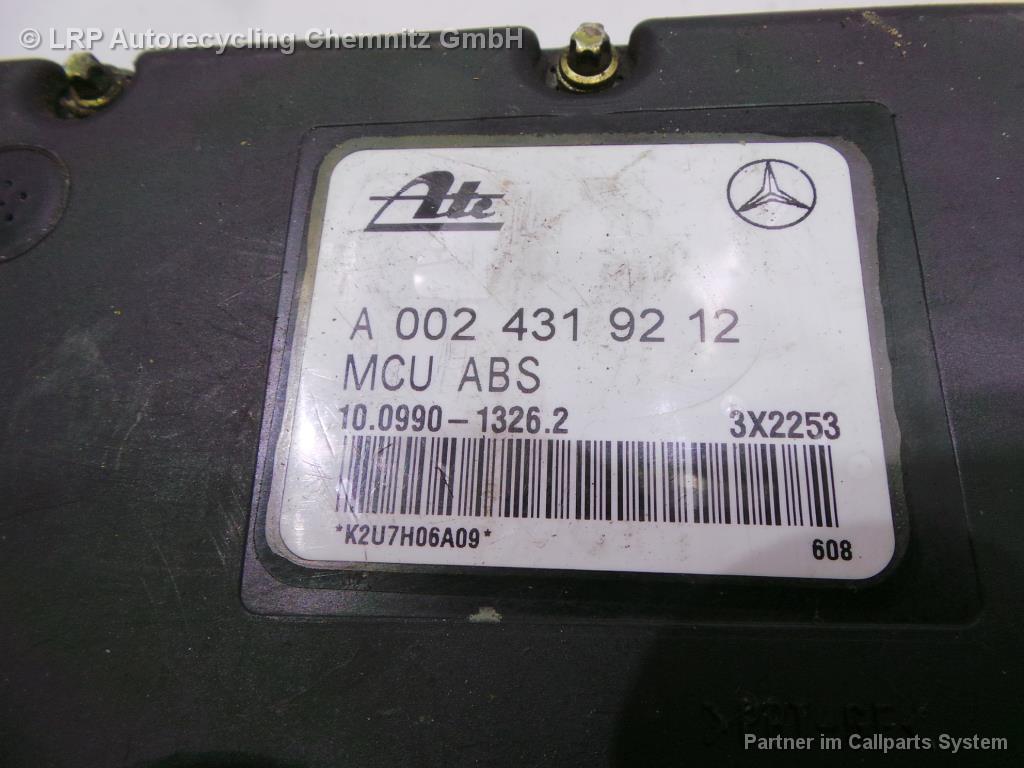 © LRP Autorecycling Chemnitz GmbH
Ate
A 002 431 92 12
MCU ABS
10.0990-1326.2 3X2253
*K2U7H06A09*
608
Partner im Callparts System